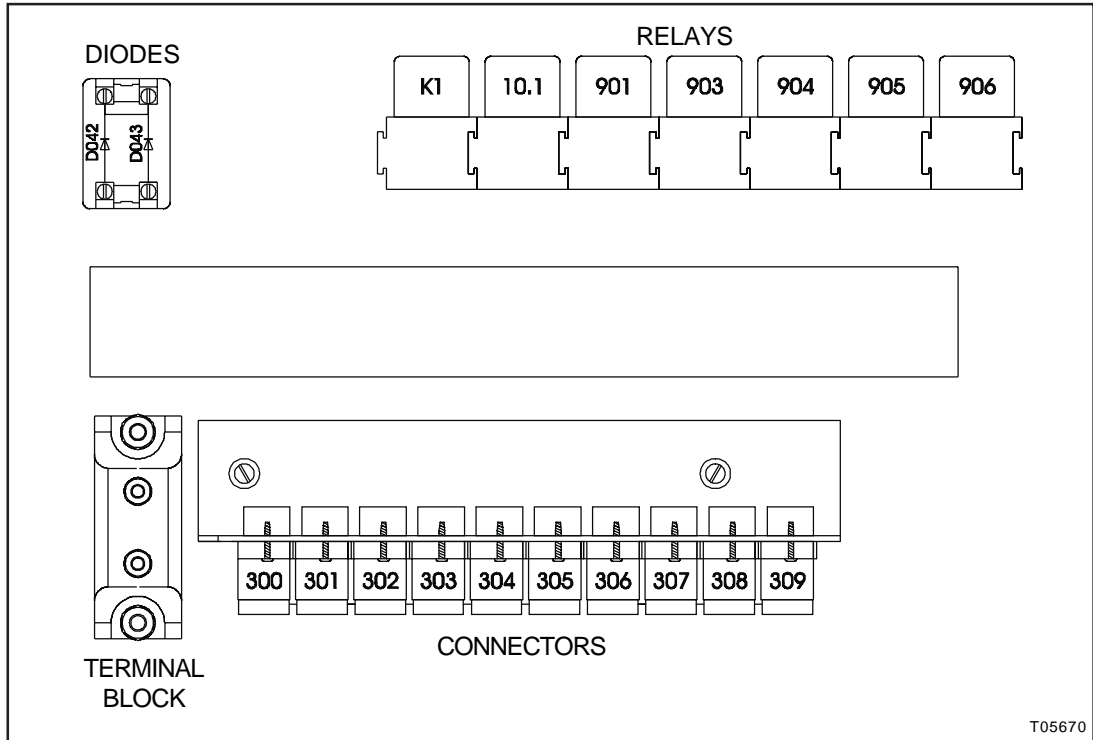 DIODES
RELAYS
K1 10.1 901 903 904 905 906
D042 D043
300 301 302 303 304 305 306 307 308 309
CONNECTORS
TERMINAL
BLOCK
T05670